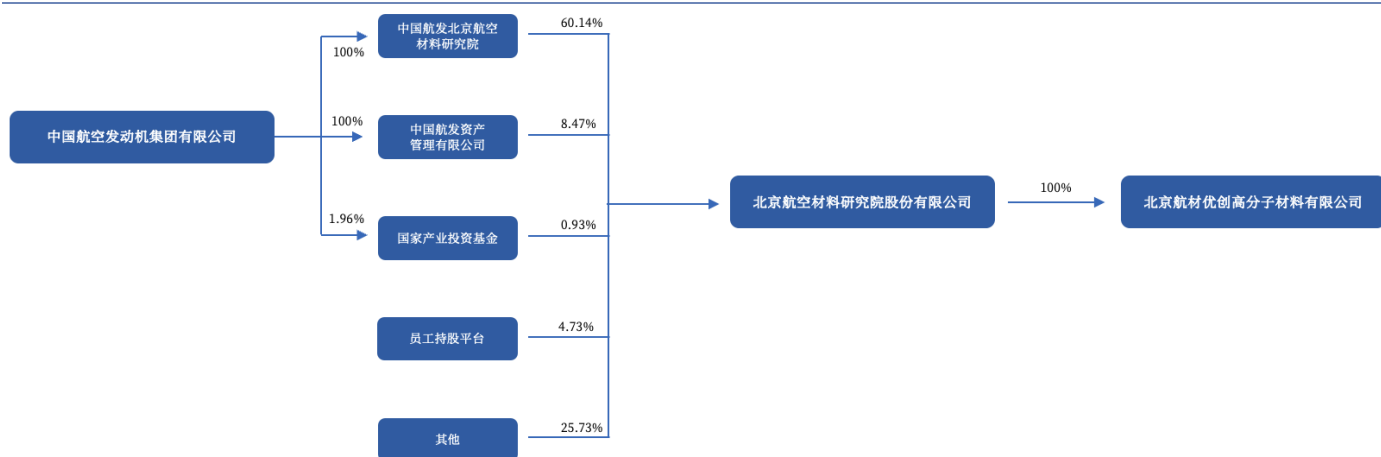 中国航发北京航空
材料研究院
60.14%
100%
中国航空发动机集团有限公司
100%
中国航发资产
管理有限公司
8.47%
1.96%
国家产业投资基金
0.93%
北京航空材料研究院股份有限公司
100%
北京航材优创高分子材料有限公司
员工持股平台
4.73%
其他
25.73%